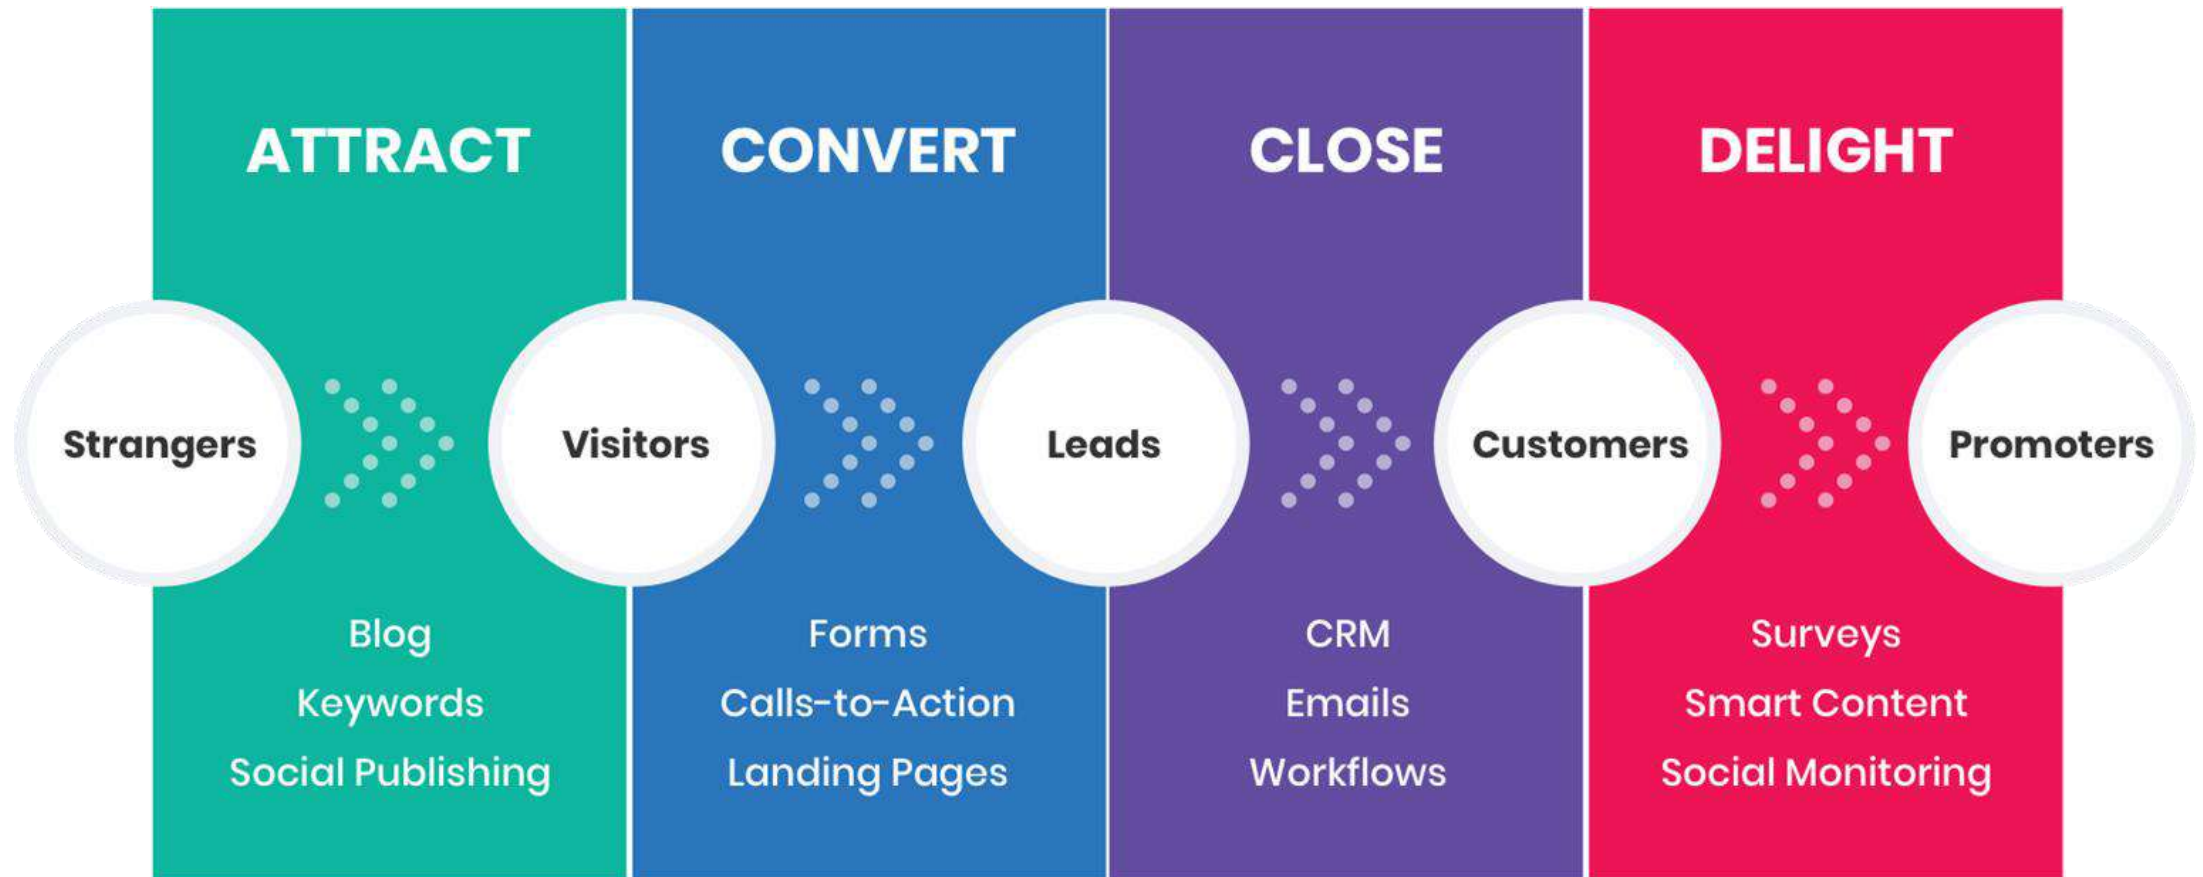 ATTRACT
CONVERT
CLOSE
DELIGHT
Strangers
Visitors
Leads
Customers
Promoters
Blog
Keywords
Social Publishing
Forms
Calls-to-Action
Landing Pages
CRM
Emails
Workflows
Surveys
Smart Content
Social Monitoring